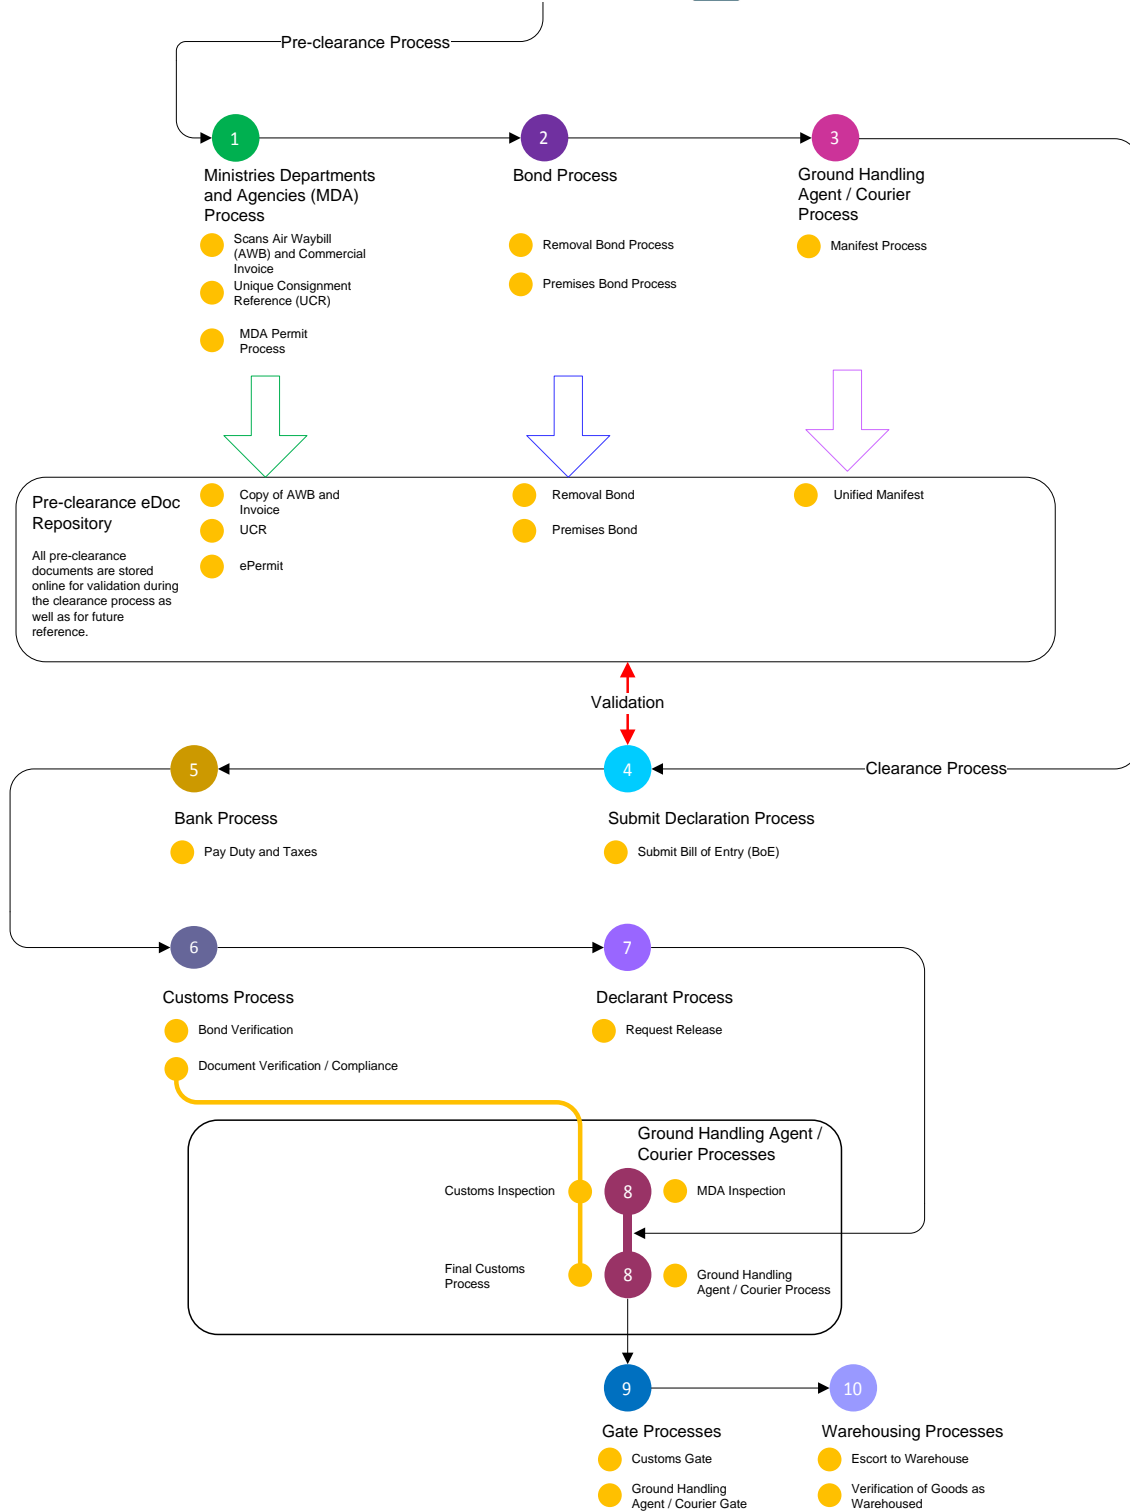 Pre-clearance Process
1
2
3
Ministries Departments
and Agencies (MDA)
Process
Bond Process
Ground Handling
Agent / Courier
Process
Scans Air Waybill
(AWB) and Commercial
Invoice
Unique Consignment
Reference (UCR)
MDA Permit
Process
Removal Bond Process
Premises Bond Process
Manifest Process
Pre-clearance eDoc
Repository
All pre-clearance
documents are stored
online for validation during
the clearance process as
well as for future
reference.
Copy of AWB and
Invoice
UCR
ePermit
Removal Bond
Premises Bond
Unified Manifest
Validation
5
4
Clearance Process
Bank Process
Pay Duty and Taxes
Submit Declaration Process
Submit Bill of Entry (BoE)
6
7
Customs Process
Bond Verification
Document Verification / Compliance
Declarant Process
Request Release
Ground Handling Agent /
Courier Processes
Customs Inspection
8
MDA Inspection
Final Customs
Process
8
Ground Handling
Agent / Courier Process
9
10
Gate Processes
Customs Gate
Ground Handling
Agent / Courier Gate
Warehousing Processes
Escort to Warehouse
Verification of Goods as
Warehoused